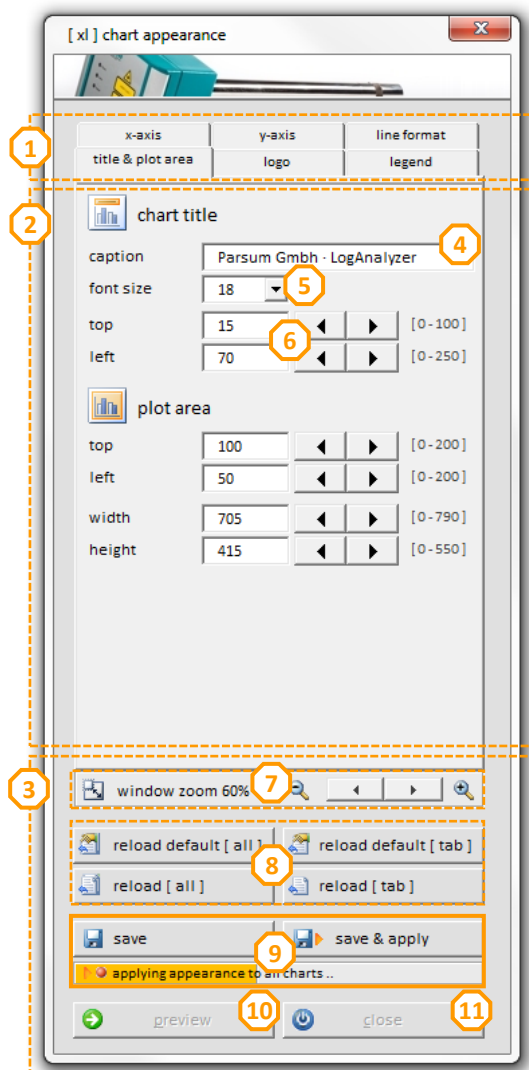 [ xl ] chart appearance
x
1
x-axis y-axis line format
title & plot area logo legend
2
chart title
caption Parsum Gmbh · LogAnalyzer 4
font size 18 5
top 15 [0-100]
6
left 70 [0-250]
plot area
top 100 [0-200]
left 50 [0-200]
width 705 [0-790]
height 415 [0-550]
3
window zoom 60% 7
reload default [ all ] reload default [ tab ]
8
reload [ all ] reload [ tab ]
save save & apply
9
applying appearance to all charts ..
preview 10 close 11